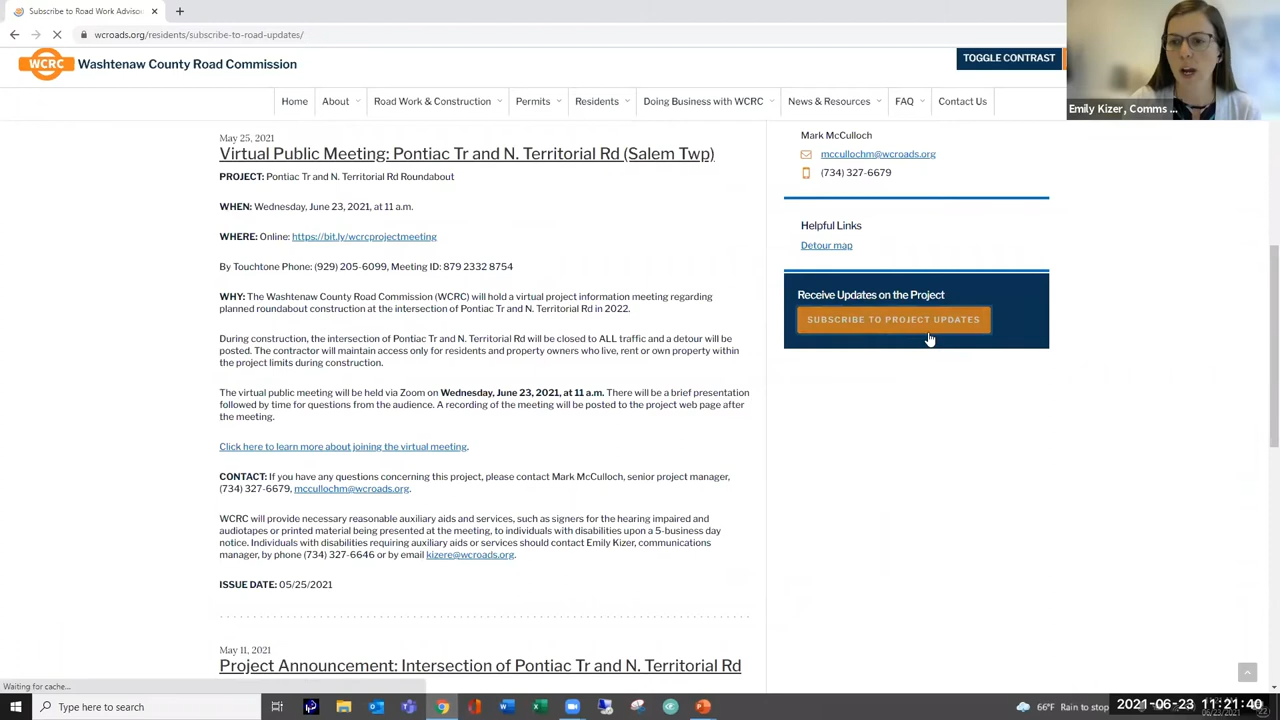 Subscribe to Road Work Advisor
wcroads.org/residents/subscribe-to-road-updates/
WCRC Washtenaw County Road Commission
TOGGLE CONTRAST
Emily Kizer, Comms ...
Home About Road Work & Construction Permits Residents Doing Business with WCRC News & Resources FAQ Contact Us
May 25, 2021
Virtual Public Meeting: Pontiac Tr and N. Territorial Rd (Salem Twp)
PROJECT: Pontiac Tr and N. Territorial Rd Roundabout
WHEN: Wednesday, June 23, 2021, at 11 a.m.
WHERE: Online: https://bit.ly/wcrcprojectmeeting
By Touchtone Phone: (929) 205-6099, Meeting ID: 879 2332 8754
WHY: The Washtenaw County Road Commission (WCRC) will hold a virtual project information meeting regarding
planned roundabout construction at the intersection of Pontiac Tr and N. Territorial Rd in 2022.
During construction, the intersection of Pontiac Tr and N. Territorial Rd will be closed to ALL traffic and a detour will be
posted. The contractor will maintain access only for residents and property owners who live, rent or own property within
the project limits during construction.
The virtual public meeting will be held via Zoom on Wednesday, June 23, 2021, at 11 a.m. There will be a brief presentation
followed by time for questions from the audience. A recording of the meeting will be posted to the project web page after
the meeting.
Click here to learn more about joining the virtual meeting.
CONTACT: If you have any questions concerning this project, please contact Mark McCulloch, senior project manager,
(734) 327-6679, mccullochm@wcroads.org.
WCRC will provide necessary reasonable auxiliary aids and services, such as signers for the hearing impaired and
audiotapes or printed material being presented at the meeting, to individuals with disabilities upon a 5-business day
notice. Individuals with disabilities requiring auxiliary aids or services should contact Emily Kizer, communications
manager, by phone (734) 327-6646 or by email kizere@wcroads.org.
ISSUE DATE: 05/25/2021
May 11, 2021
Project Announcement: Intersection of Pontiac Tr and N. Territorial Rd
Mark McCulloch
mccullochm@wcroads.org
(734) 327-6679
Helpful Links
Detour map
Receive Updates on the Project
SUBSCRIBE TO PROJECT UPDATES
Waiting for cache...
Type here to search
66°F Rain to stop
2021-06-23 11:21:40